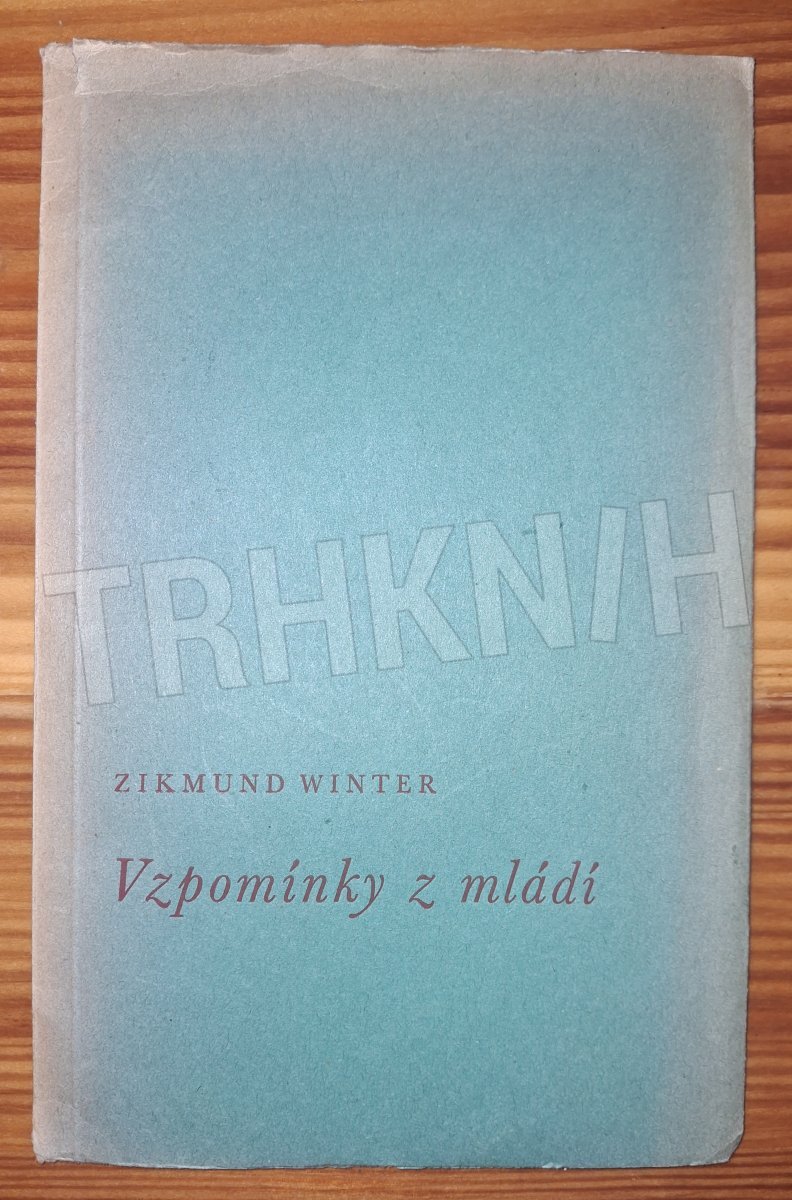 TRHKNIH
ZIKMUND WINTER
Vzpomínky z mládí